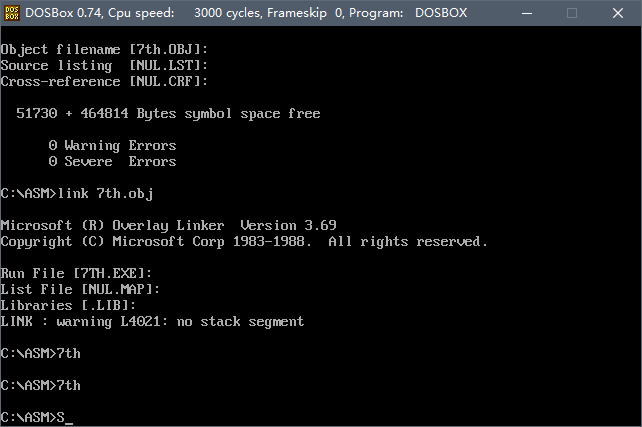 DOS
BOX
DOSBox 0.74, Cpu speed: 3000 cycles, Frameskip 0, Program: DOSBOX
Object filename [7th.OBJ]:
Source listing [NUL.LST]:
Cross-reference [NUL.CRF]:
51730 + 464814 Bytes symbol space free
0 Warning Errors
0 Severe Errors
C:\ASM>link 7th.obj
Microsoft (R) Overlay Linker Version 3.69
Copyright (C) Microsoft Corp 1983-1988. All rights reserved.
Run File [7TH.EXE]:
List File [NUL.MAP]:
Libraries [.LIB]:
LINK : warning L4021: no stack segment
C:\ASM>7th
C:\ASM>7th
C:\ASM>S_